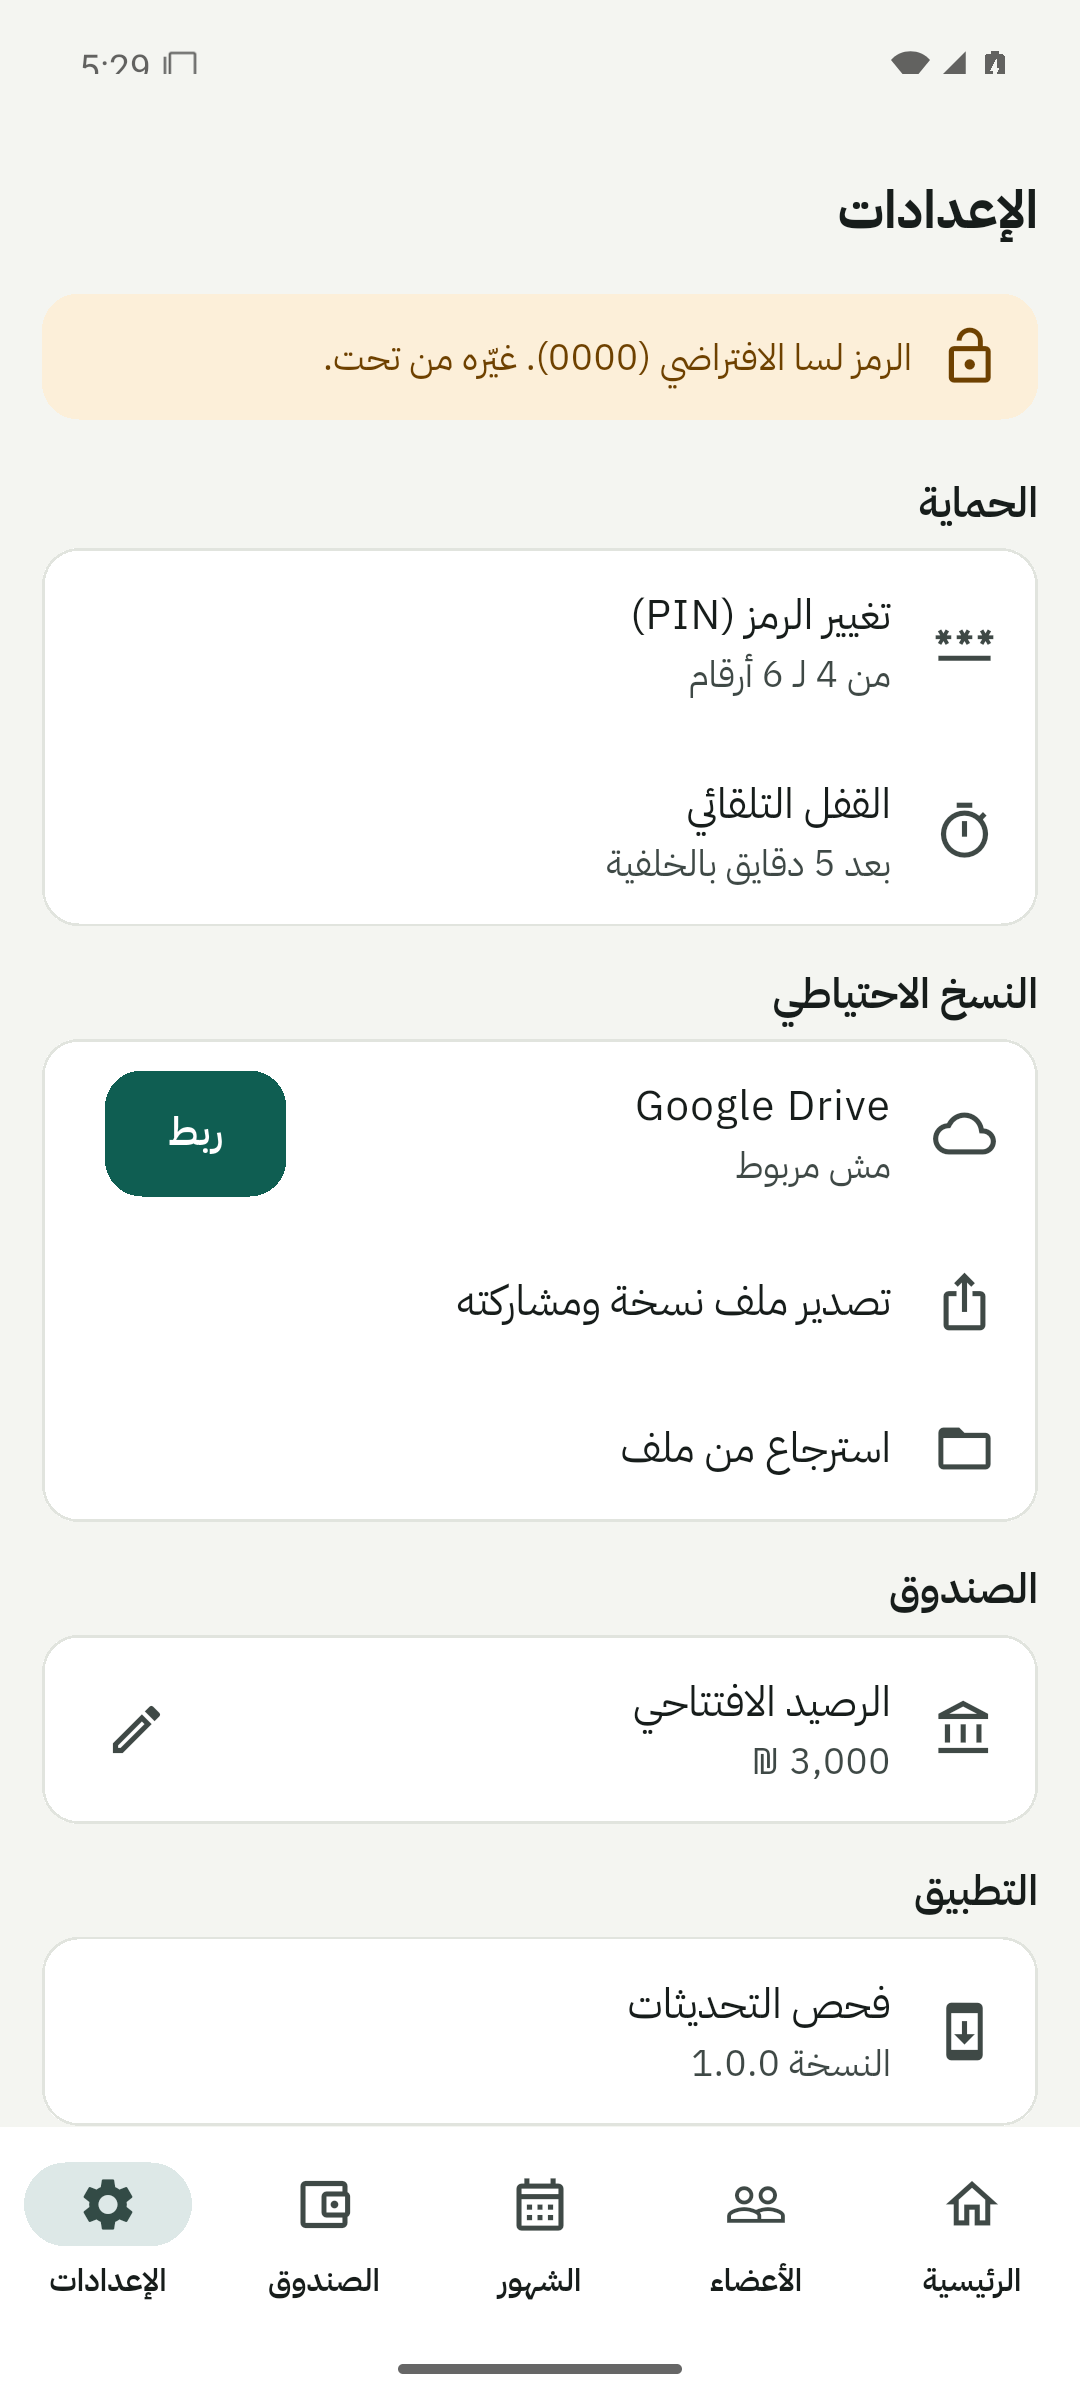 5:29
الإعدادات
الرمز لسا الافتراضي (0000). غيّره من تحت.
الحماية
تغيير الرمز (PIN)
من 4 لـ 6 أرقام
القفل التلقائي
بعد 5 دقايق بالخلفية
النسخ الاحتياطي
Google Drive
مش مربوط
ربط
تصدير ملف نسخة ومشاركته
استرجاع من ملف
الصندوق
الرصيد الافتتاحي
3,000 ₪
التطبيق
فحص التحديثات
النسخة 1.0.0
الرئيسية
الأعضاء
الشهور
الصندوق
الإعدادات